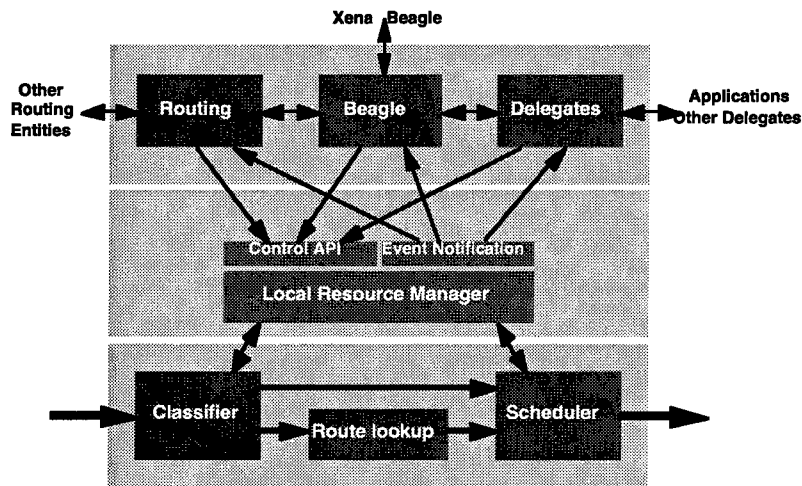 Xena Beagle
Other
Routing
Entities
Routing
Beagle
Delegates
Applications
Other Delegates
Control API
Event Notification
Local Resource Manager
Classifier
Route lookup
Scheduler